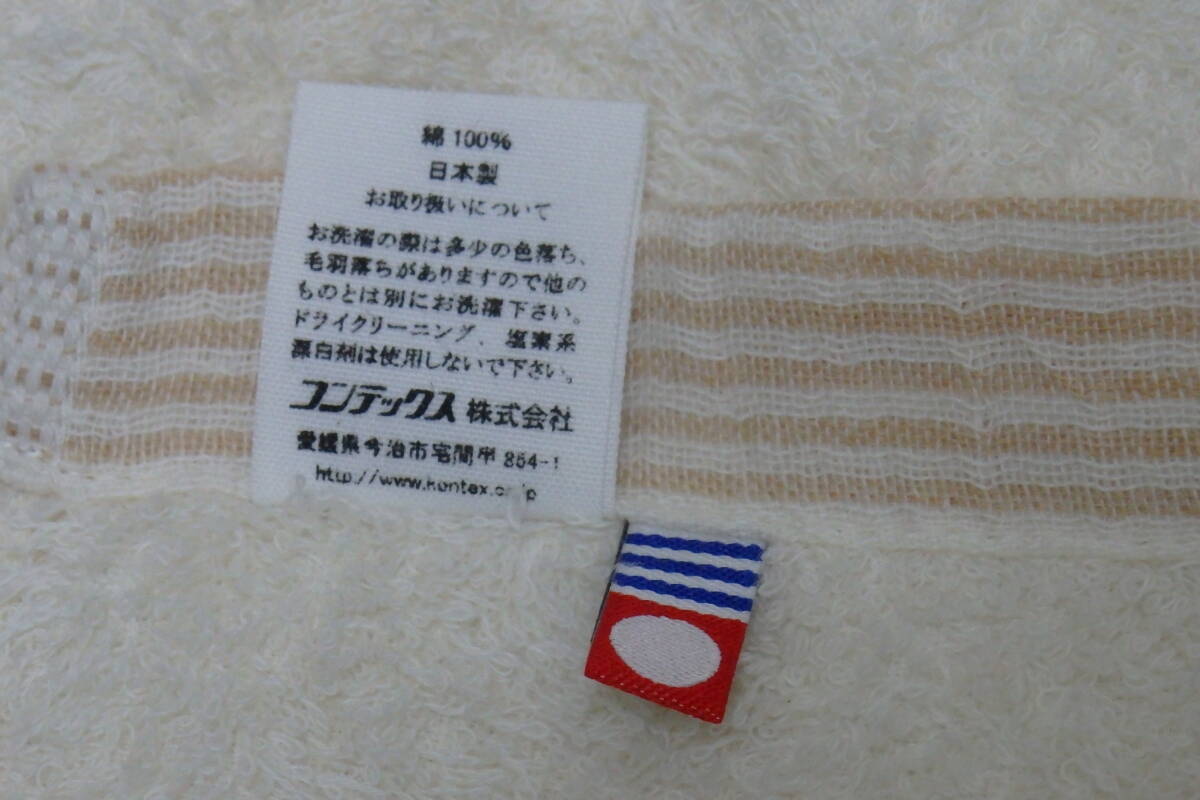 綿 100%
日本製
お取り扱いについて
お洗濯の際は多少の色落ち、
毛羽落ちがありますので他の
ものとは別にお洗濯下さい。
ドライクリーニング、塩素系
漂白剤は使用しないで下さい。
コンテックス 株式会社
愛媛県今治市宅間甲 854-1
http://www.kontex.co.jp